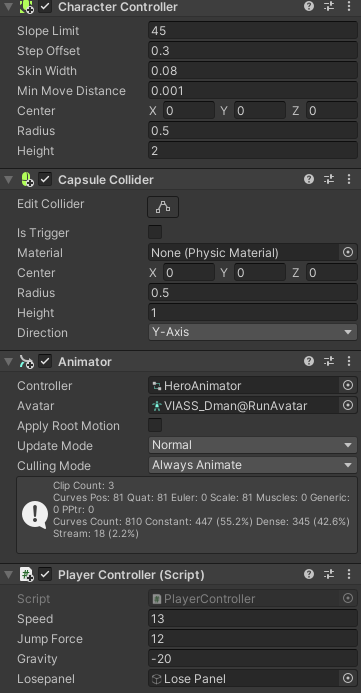 Character Controller
Slope Limit 45
Step Offset 0.3
Skin Width 0.08
Min Move Distance 0.001
Center X 0 Y 0 Z 0
Radius 0.5
Height 2
Capsule Collider
Edit Collider
Is Trigger
Material None (Physic Material)
Center X 0 Y 0 Z 0
Radius 0.5
Height 1
Direction Y-Axis
Animator
Controller HeroAnimator
Avatar VIASS_Dman@RunAvatar
Apply Root Motion
Update Mode Normal
Culling Mode Always Animate
Clip Count: 3
Curves Pos: 81 Quat: 81 Euler: 0 Scale: 81 Muscles: 0 Generic:
0 PPtr: 0
Curves Count: 810 Constant: 447 (55.2%) Dense: 345 (42.6%)
Stream: 18 (2.2%)
Player Controller (Script)
Script PlayerController
Speed 13
Jump Force 12
Gravity -20
Losepanel Lose Panel